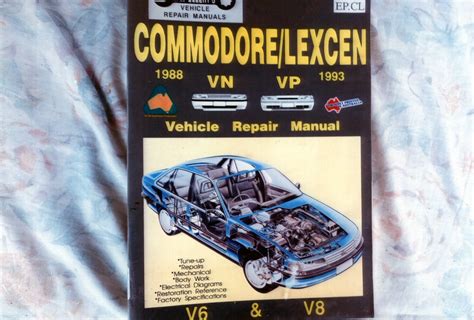 VEHICLE
REPAIR MANUALS
EP.CL
COMMODORE/LEXCEN
1988 VN VP 1993
Vehicle Repair Manual
*Tune-up
*Repairs
*Mechanical
*Body Work
*Electrical Diagrams
*Restoration Reference
*Factory Specifications
V6 & V8